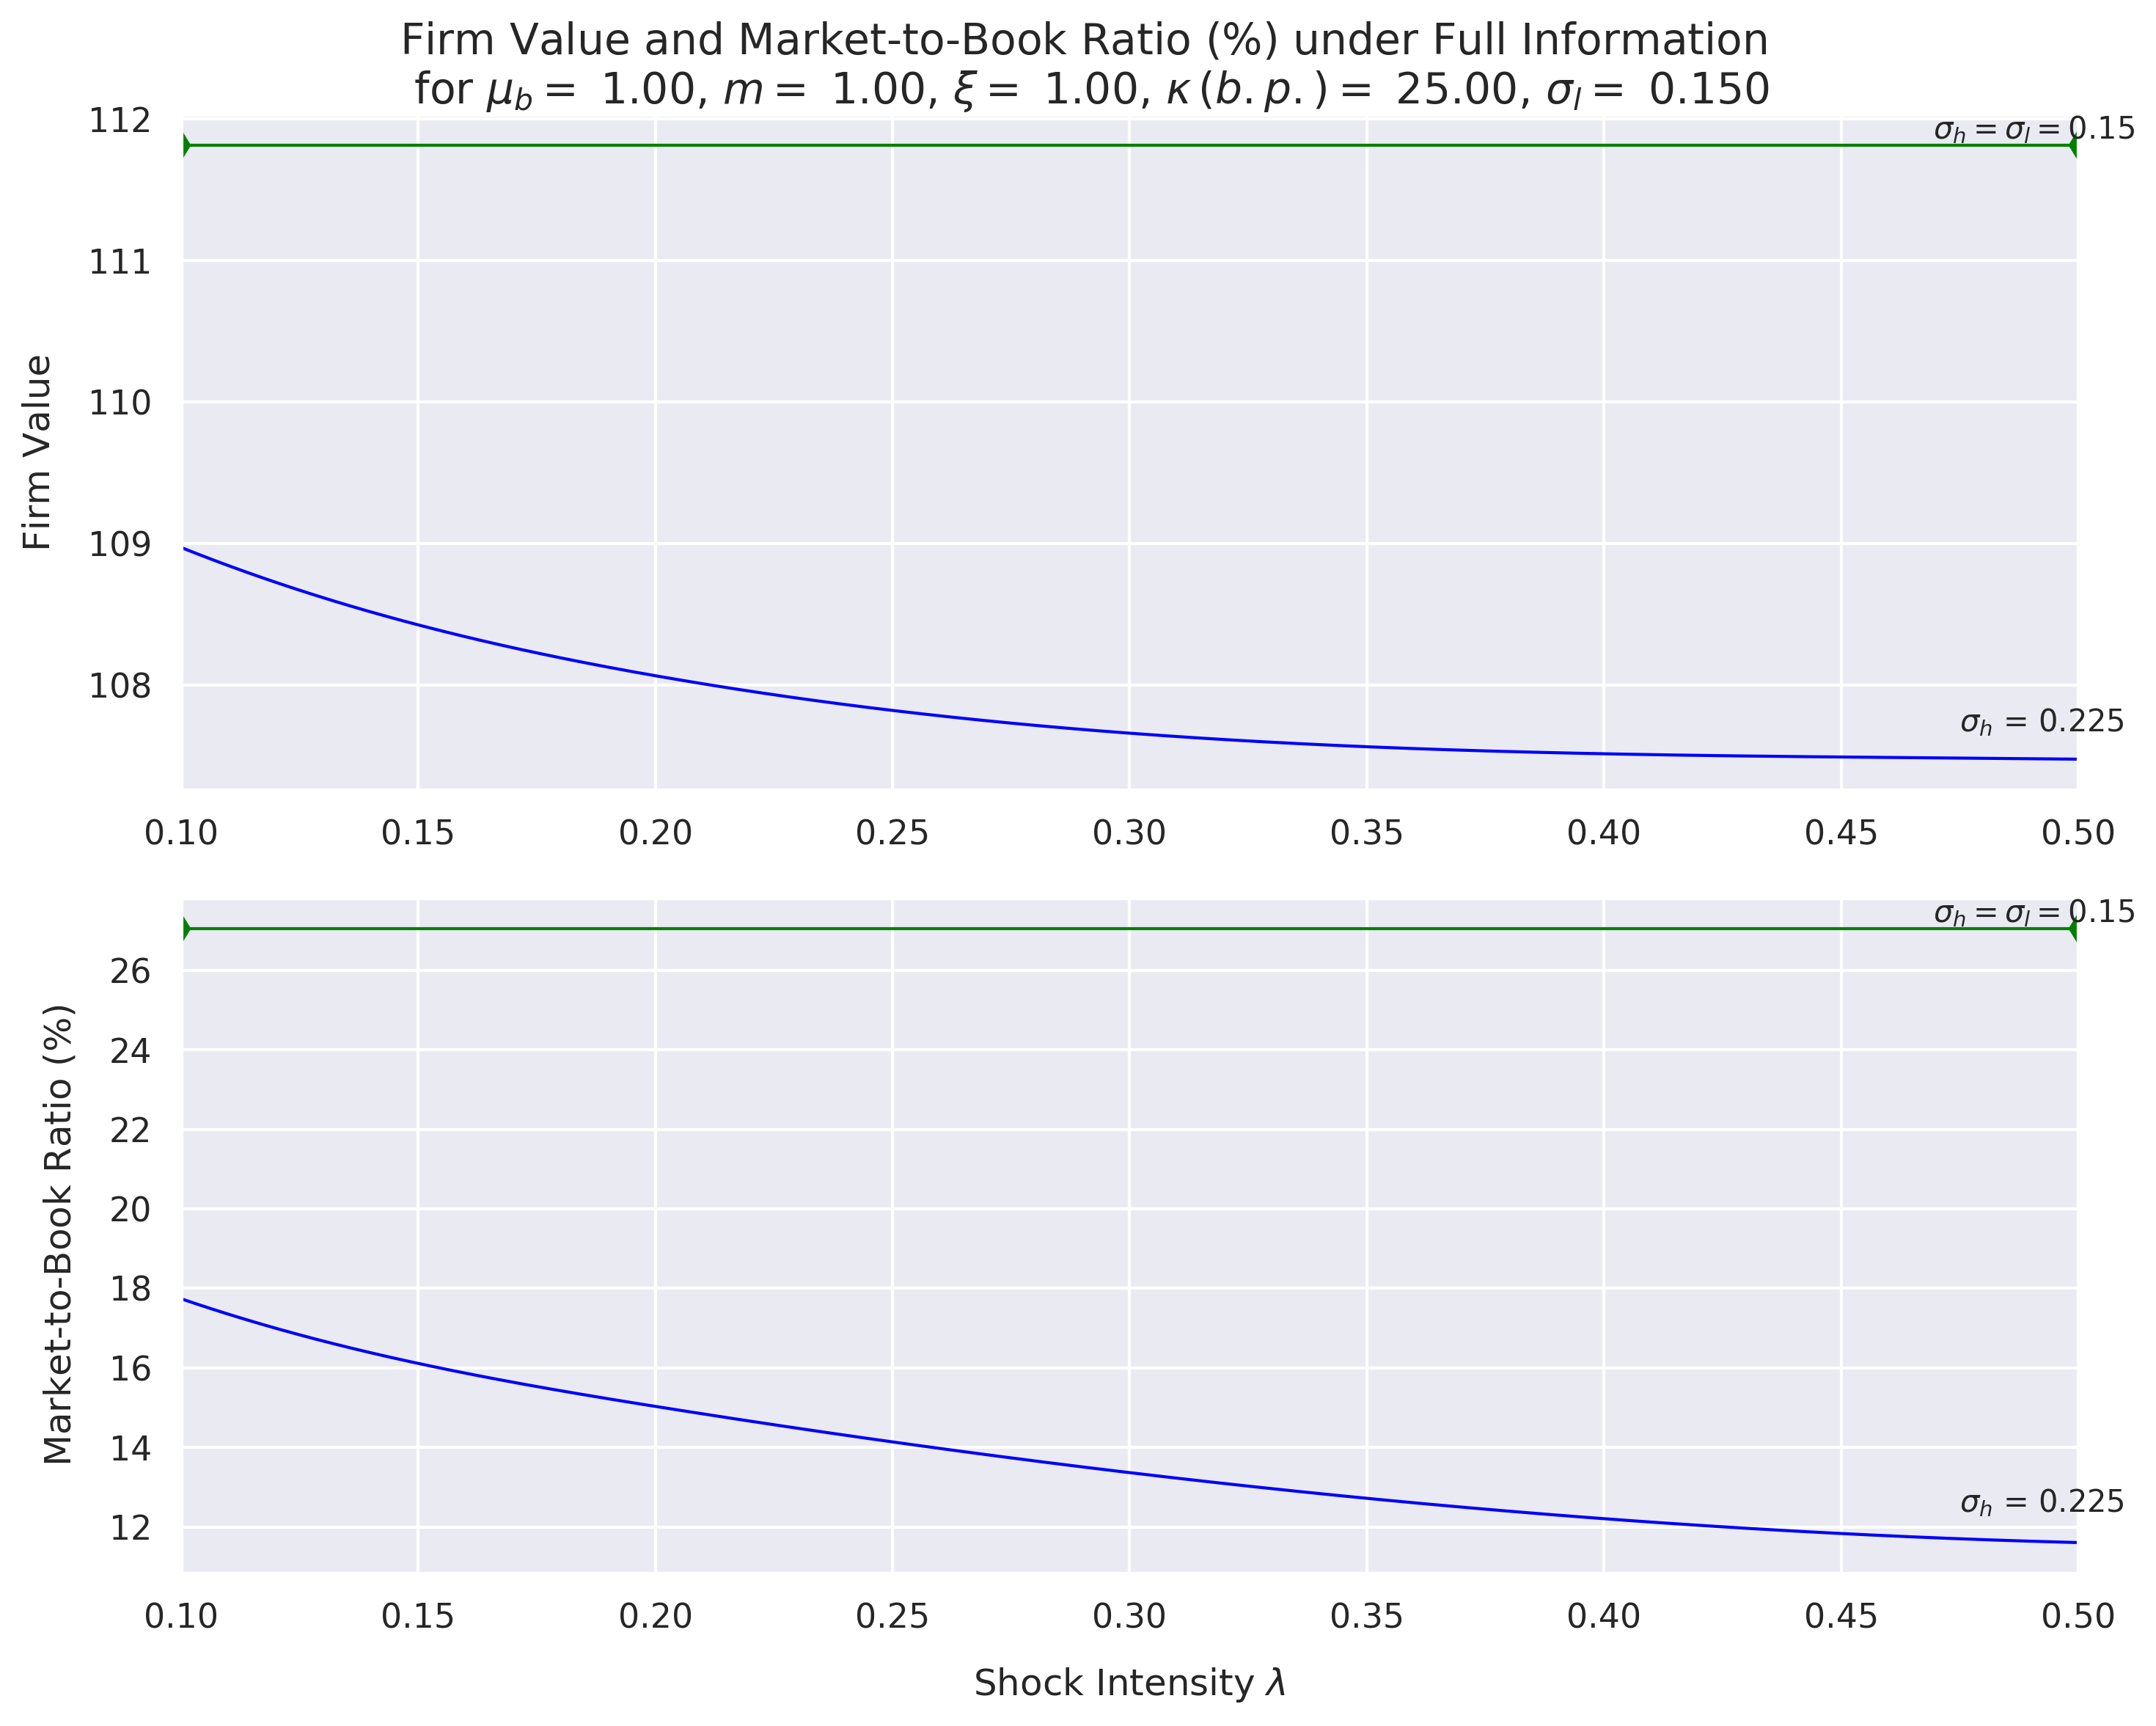 Firm Value and Market-to-Book Ratio (%) under Full Information
for μ_b = 1.00, m = 1.00, ξ = 1.00, κ(b.p.) = 25.00, σ_l = 0.150
112
111
110
109
108
Firm Value
σ_h = σ_l = 0.15
σ_h = 0.225
0.10 0.15 0.20 0.25 0.30 0.35 0.40 0.45 0.50
26
24
22
20
18
16
14
12
Market-to-Book Ratio (%)
σ_h = σ_l = 0.15
σ_h = 0.225
0.10 0.15 0.20 0.25 0.30 0.35 0.40 0.45 0.50
Shock Intensity λ